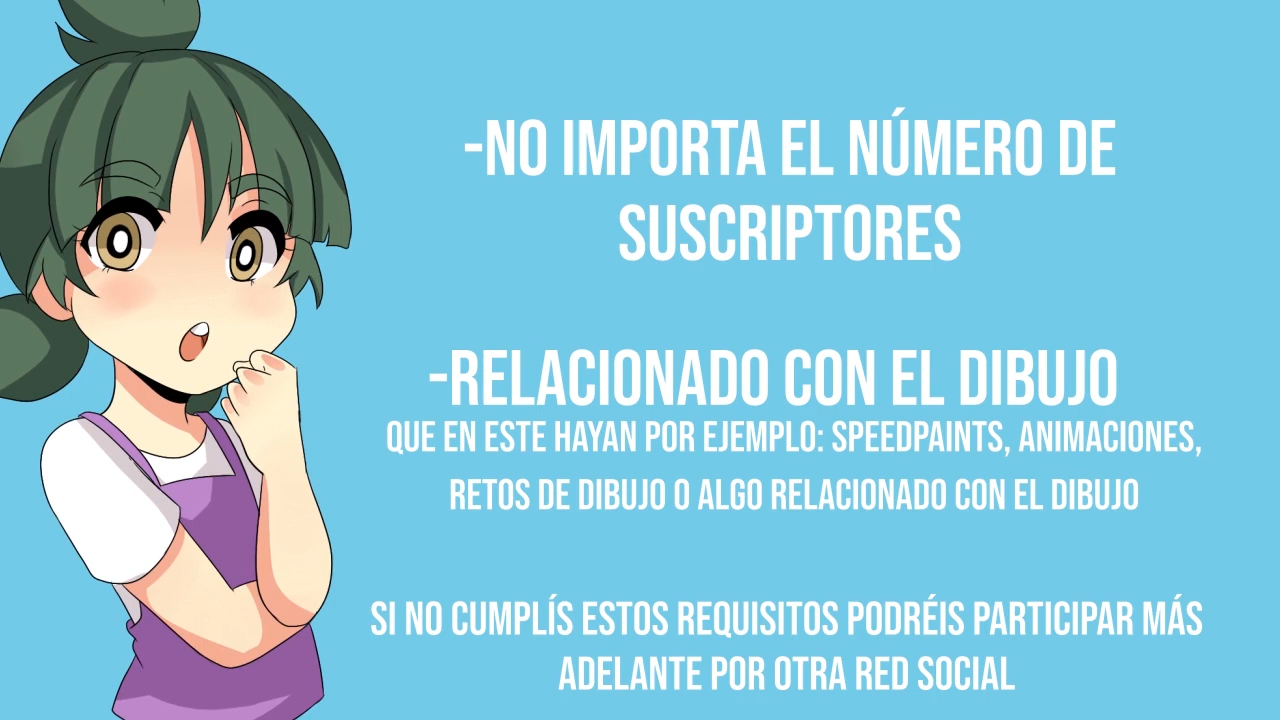 -NO IMPORTA EL NÚMERO DE
SUSCRIPTORES
-RELACIONADO CON EL DIBUJO
QUE EN ESTE HAYAN POR EJEMPLO: SPEEDPAINTS, ANIMACIONES,
RETOS DE DIBUJO O ALGO RELACIONADO CON EL DIBUJO
SI NO CUMPLÍS ESTOS REQUISITOS PODRÉIS PARTICIPAR MÁS
ADELANTE POR OTRA RED SOCIAL